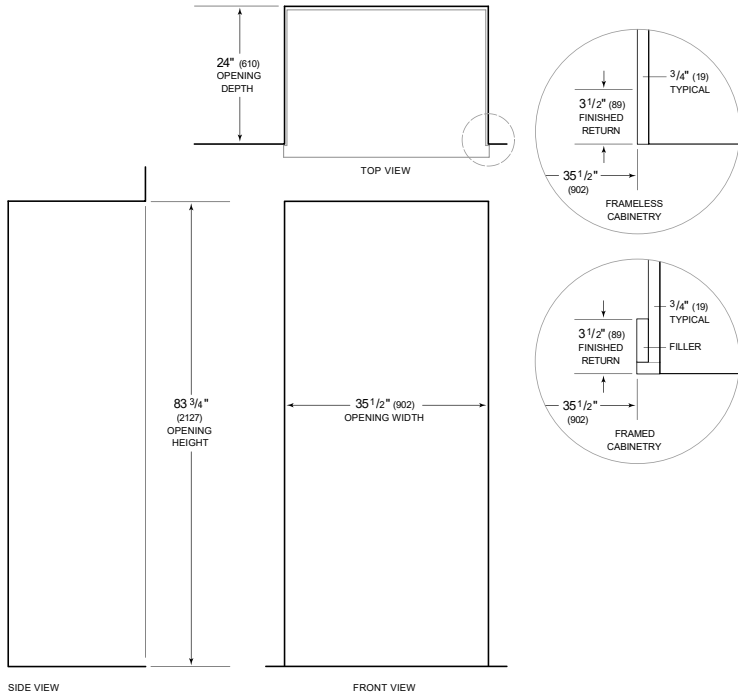 24" (610)
OPENING
DEPTH
TOP VIEW
3/4" (19)
TYPICAL
3 1/2" (89)
FINISHED
RETURN
35 1/2"
(902)
FRAMELESS
CABINETRY
3/4" (19)
TYPICAL
3 1/2" (89)
FINISHED
RETURN
FILLER
35 1/2"
(902)
FRAMED
CABINETRY
83 3/4"
(2127)
OPENING
HEIGHT
35 1/2" (902)
OPENING WIDTH
SIDE VIEW
FRONT VIEW